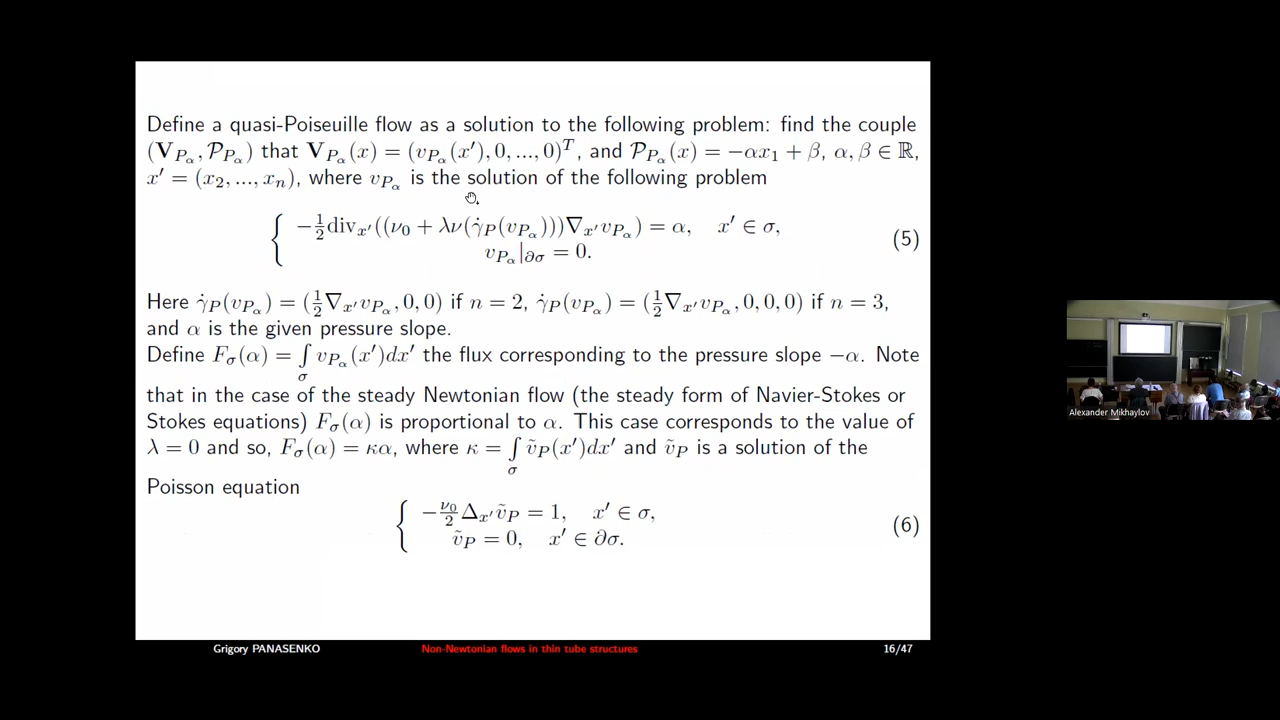 Define a quasi-Poiseuille flow as a solution to the following problem: find the couple
(V_{P_α}, 𝒫_{P_α}) that V_{P_α}(x) = (v_{P_α}(x′), 0, ..., 0)^T, and 𝒫_{P_α}(x) = −αx_1 + β, α, β ∈ ℝ,
x′ = (x_2, ..., x_n), where v_{P_α} is the solution of the following problem
{ −\frac{1}{2}div_{x′}((ν_0 + λν(γ̇_P(v_{P_α})))∇_{x′}v_{P_α}) = α, x′ ∈ σ,
v_{P_α}|_{∂σ} = 0. (5)
Here γ̇_P(v_{P_α}) = (\frac{1}{2}∇_{x′}v_{P_α}, 0, 0) if n = 2, γ̇_P(v_{P_α}) = (\frac{1}{2}∇_{x′}v_{P_α}, 0, 0, 0) if n = 3,
and α is the given pressure slope.
Define F_σ(α) = ∫_σ v_{P_α}(x′)dx′ the flux corresponding to the pressure slope −α. Note
that in the case of the steady Newtonian flow (the steady form of Navier-Stokes or
Stokes equations) F_σ(α) is proportional to α. This case corresponds to the value of
λ = 0 and so, F_σ(α) = κα, where κ = ∫_σ ṽ_P(x′)dx′ and ṽ_P is a solution of the
Poisson equation
{ −\frac{ν_0}{2}Δ_{x′}ṽ_P = 1, x′ ∈ σ,
ṽ_P = 0, x′ ∈ ∂σ. (6)
Grigory PANASENKO Non-Newtonian flows in thin tube structures 16/47
Alexander Mikhaylov